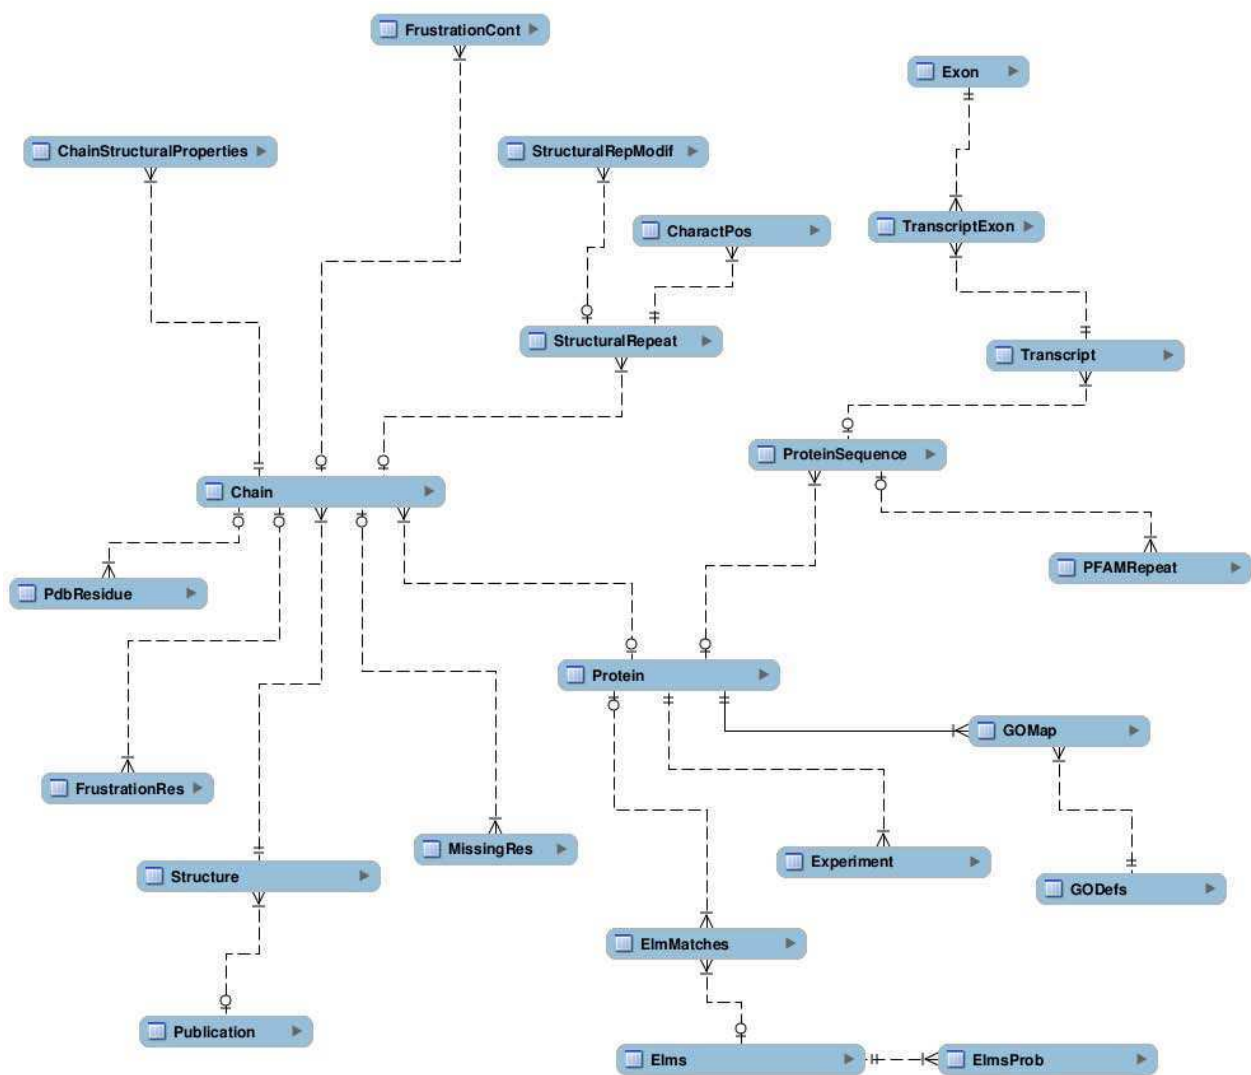 FrustrationCont
Exon
ChainStructuralProperties
StructuralRepModif
TranscriptExon
CharactPos
StructuralRepeat
Transcript
ProteinSequence
Chain
PFAMRepeat
PdbResidue
Protein
GOMap
FrustrationRes
MissingRes
Experiment
Structure
GODefs
ElmMatches
Publication
Elms
ElmsProb